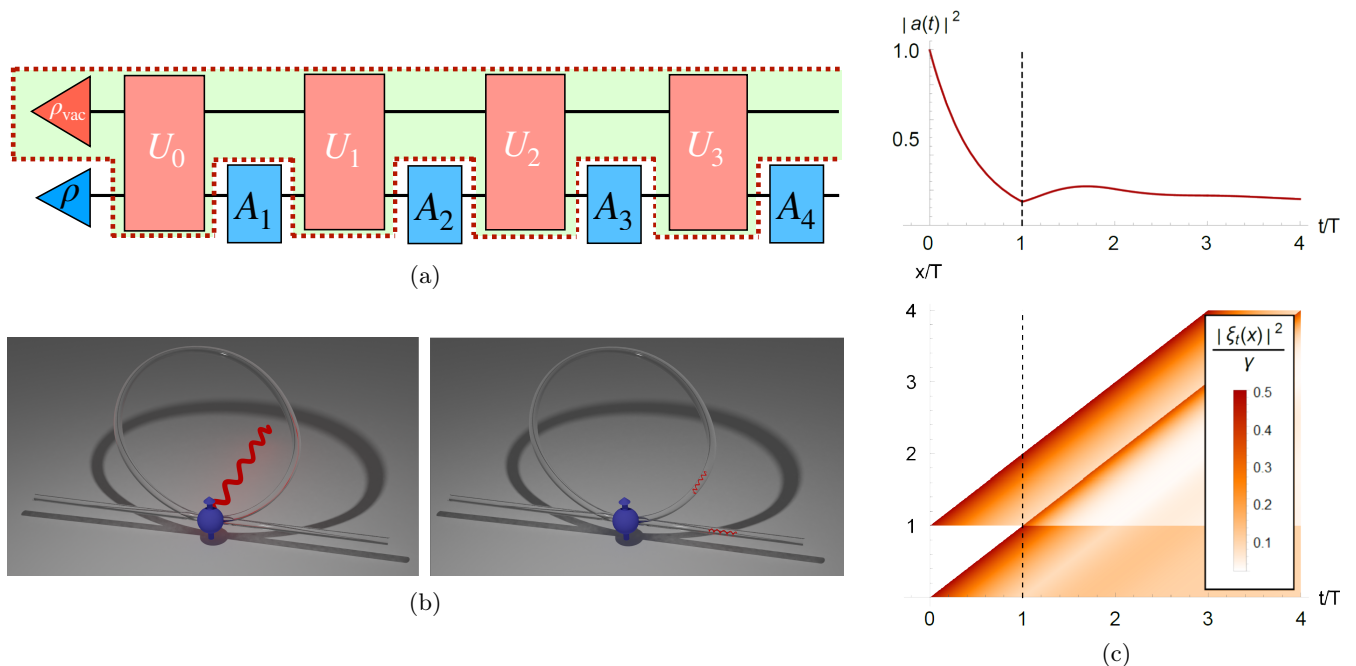 ρvac
U0
U1
U2
U3
ρ
A1
A2
A3
A4
(a)
(b)
|a(t)|²
1.0
0.5
0 1 2 3 4 t/T
x/T
4
3
2
1
|ξt(x)|²
γ
0.5
0.4
0.3
0.2
0.1
0 1 2 3 4 t/T
(c)